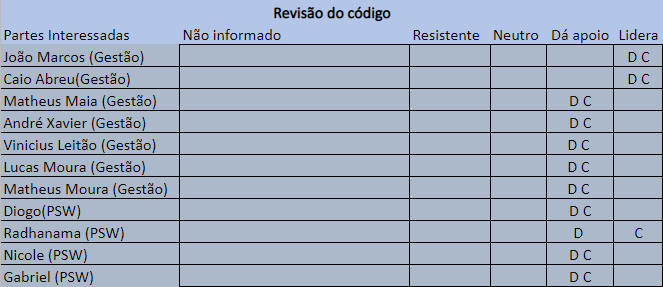 Revisão do código
Partes Interessadas Não informado Resistente Neutro Dá apoio Lidera
João Marcos (Gestão) D C
Caio Abreu(Gestão) D C
Matheus Maia (Gestão) D C
André Xavier (Gestão) D C
Vinicius Leitão (Gestão) D C
Lucas Moura (Gestão) D C
Matheus Moura (Gestão) D C
Diogo(PSW) D C
Radhanama (PSW) D C
Nicole (PSW) D C
Gabriel (PSW) D C